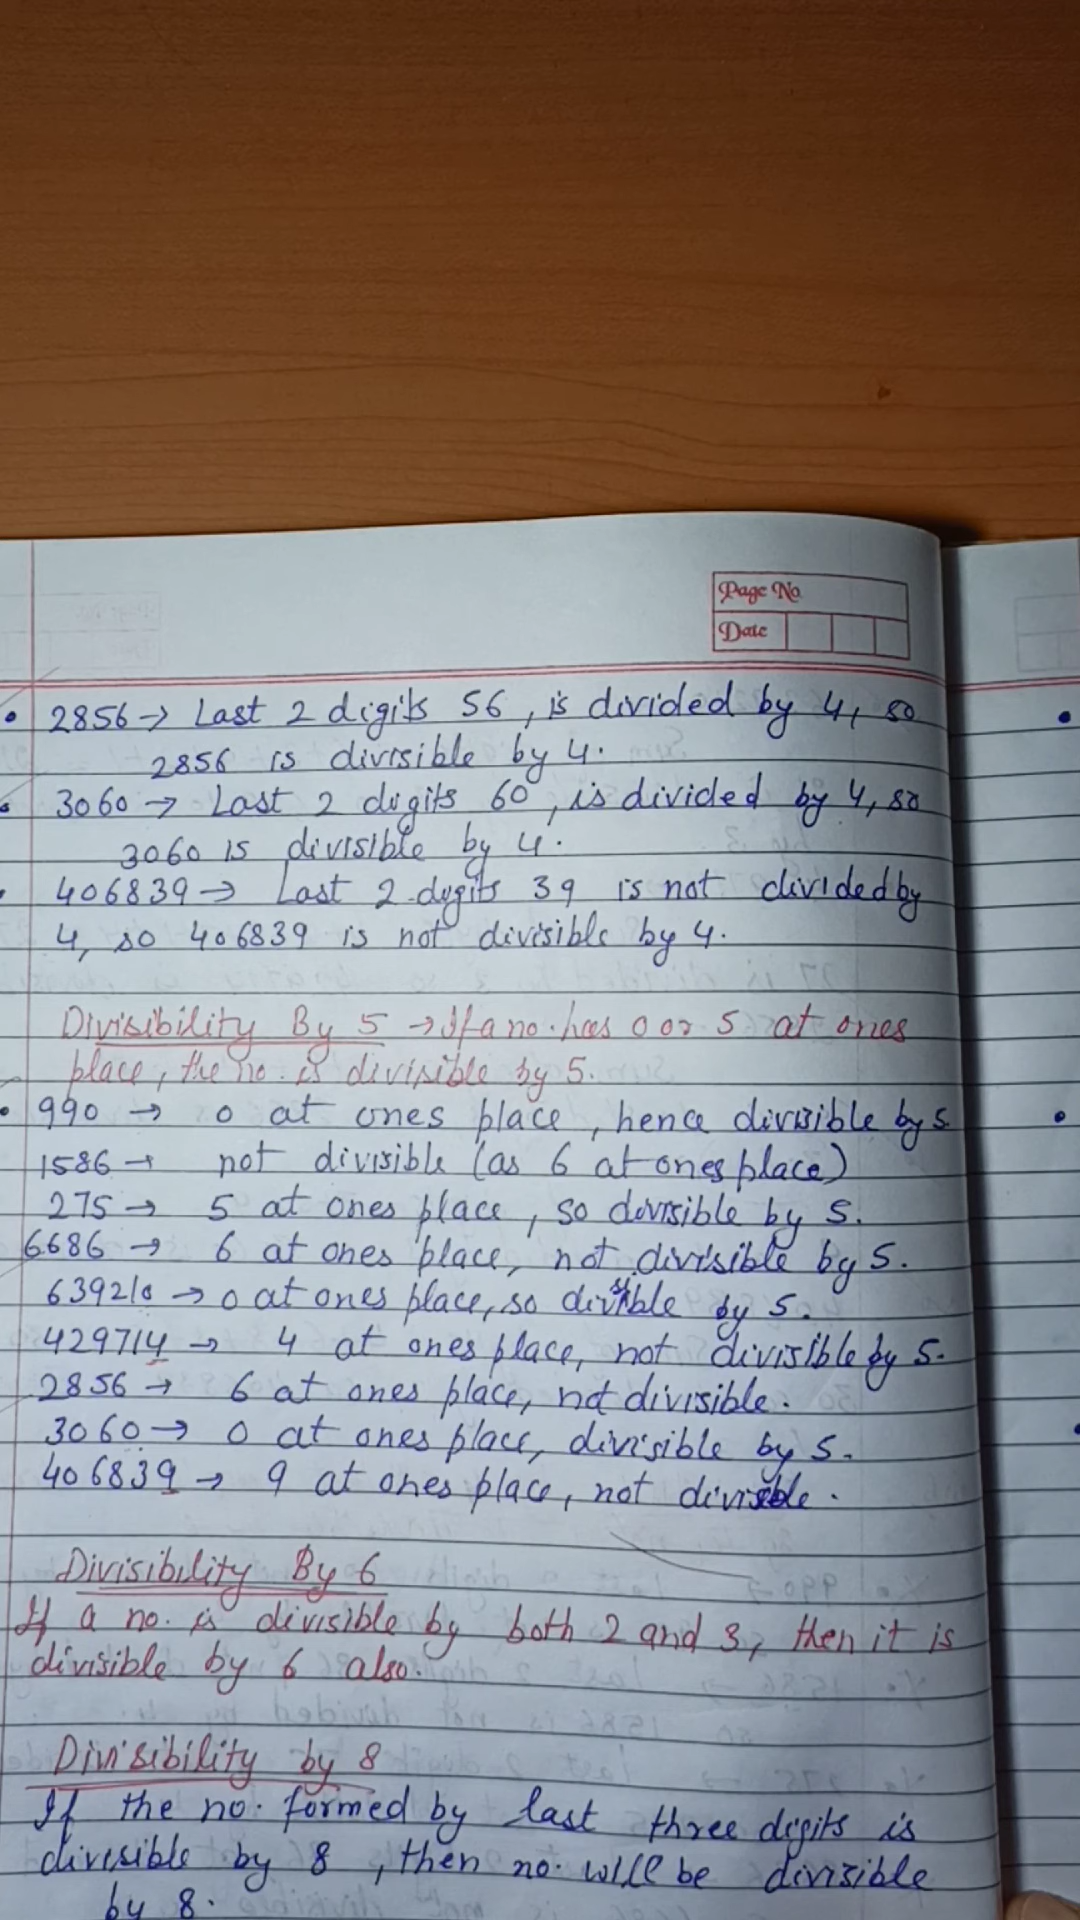 Page No.
Date
• 2856 → Last 2 digits 56, is divided by 4, so
2856 is divisible by 4.
3060 → Last 2 digits 60, is divided by 4, so
3060 is divisible by 4.
406839 → Last 2 digits 39 is not divided by
4, so 406839 is not divisible by 4.
Divisibility By 5 → If a no. has 0 or 5 at ones
place, the no. is divisible by 5.
• 990 → 0 at ones place, hence divisible by 5.
1586 → not divisible (as 6 at ones place)
275 → 5 at ones place, so divisible by 5.
6686 → 6 at ones place, not divisible by 5.
639210 → 0 at ones place, so divisible by 5.
429714 → 4 at ones place, not divisible by 5.
2856 → 6 at ones place, not divisible.
3060 → 0 at ones place, divisible by 5.
406839 → 9 at ones place, not divisible.
Divisibility By 6
If a no. is divisible by both 2 and 3, then it is
divisible by 6 also.
Divisibility by 8
If the no. formed by last three digits is
divisible by 8, then no. will be divisible
by 8.